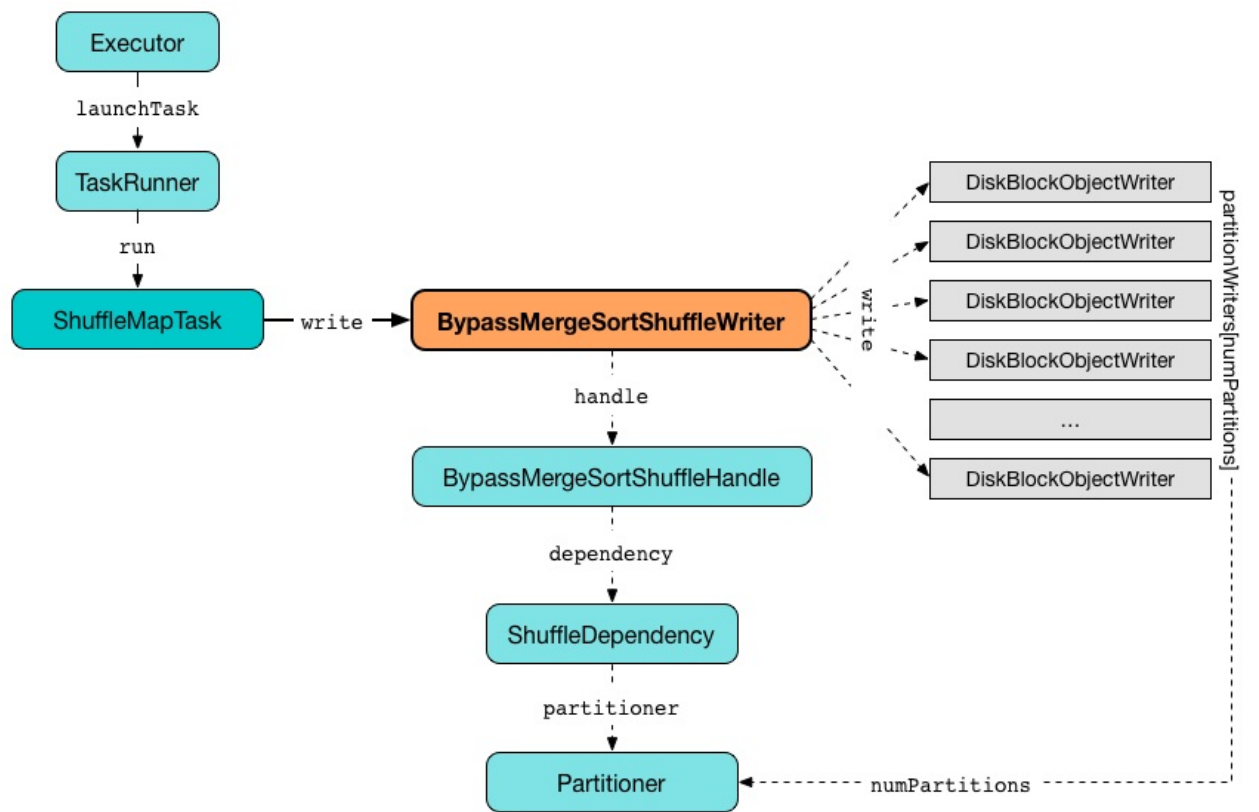 Executor
launchTask
TaskRunner
run
ShuffleMapTask
write
BypassMergeSortShuffleWriter
write
DiskBlockObjectWriter
DiskBlockObjectWriter
DiskBlockObjectWriter
DiskBlockObjectWriter
...
DiskBlockObjectWriter
partitionWriters[numPartitions]
handle
BypassMergeSortShuffleHandle
dependency
ShuffleDependency
partitioner
Partitioner
numPartitions